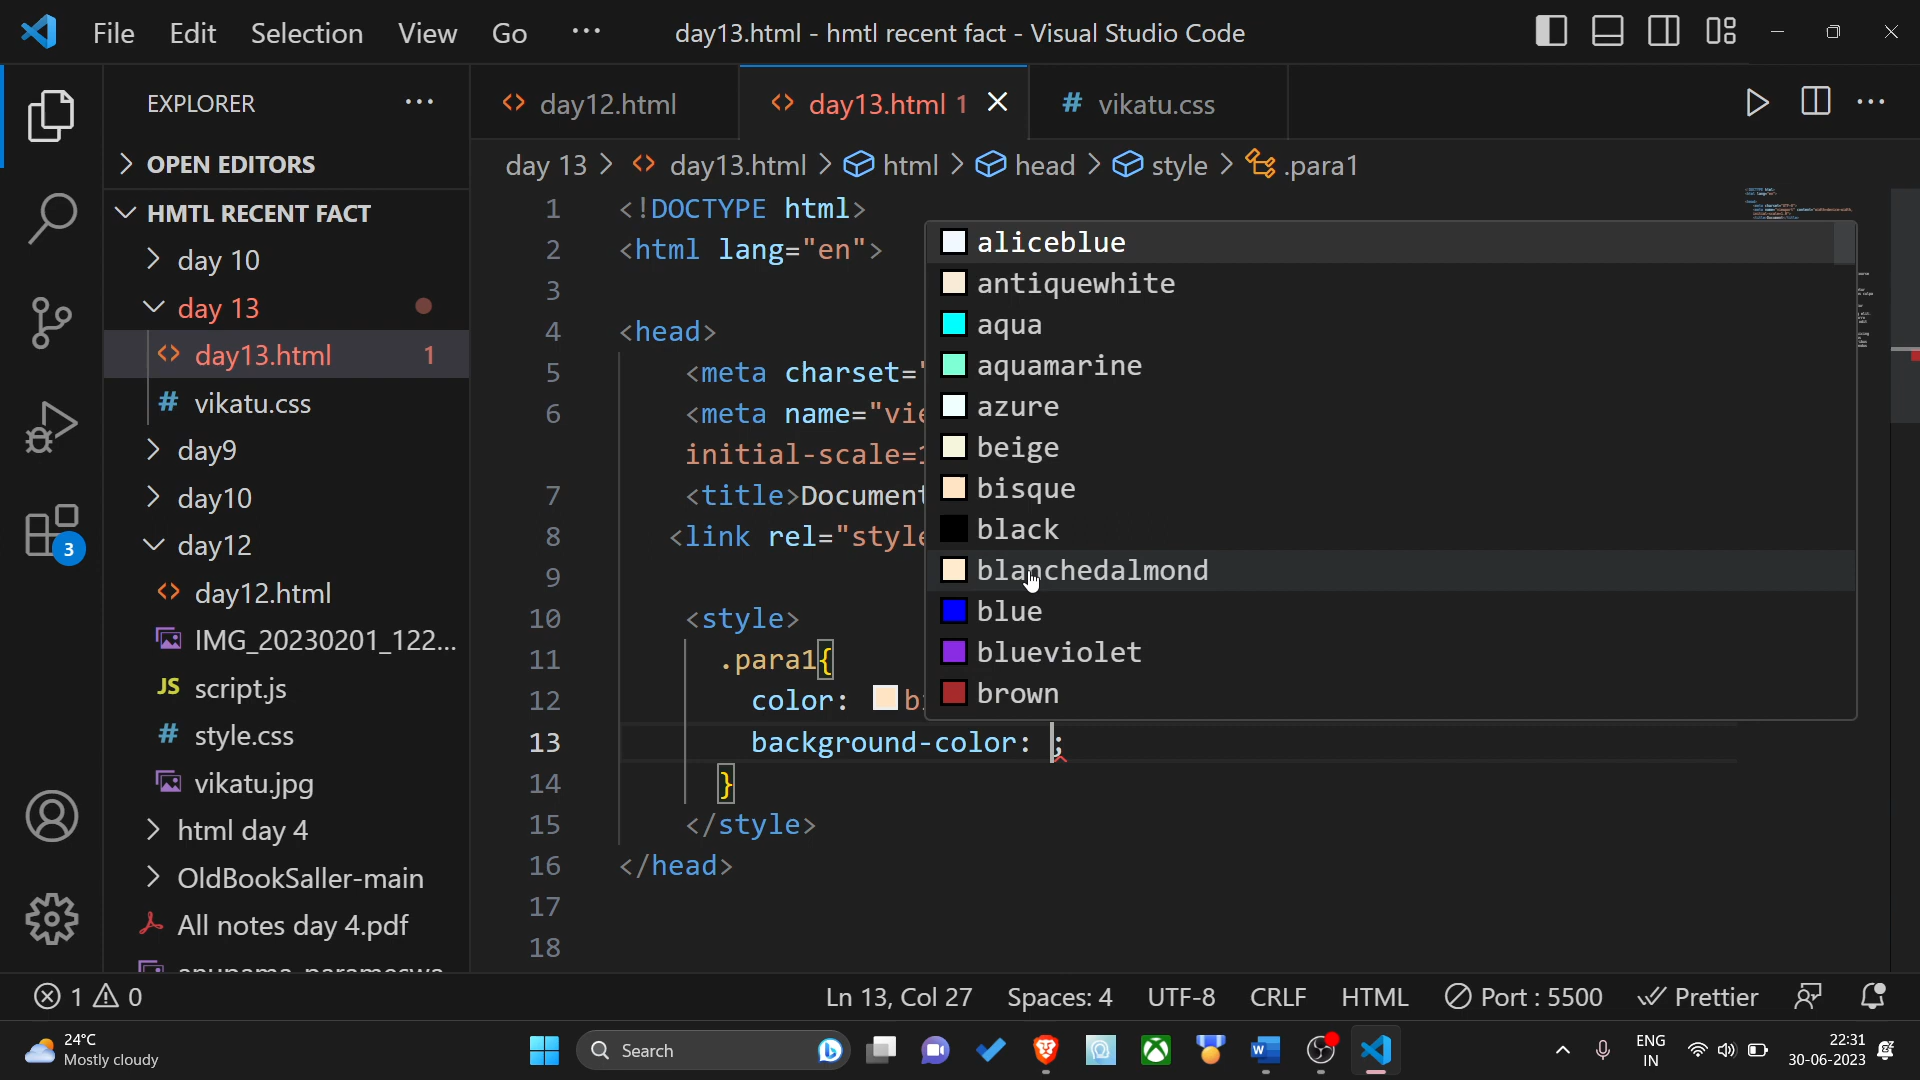 File Edit Selection View Go ··· day13.html - hmtl recent fact - Visual Studio Code
EXPLORER ···
OPEN EDITORS
HMTL RECENT FACT
day 10
day 13
day13.html 1
vikatu.css
day9
day10
day12
day12.html
IMG_20230201_122...
script.js
style.css
vikatu.jpg
html day 4
OldBookSaller-main
All notes day 4.pdf
3
day12.html day13.html 1 vikatu.css
day 13 > day13.html > html > head > style > .para1
1 <!DOCTYPE html>
2 <html lang="en">
3
4 <head>
5 <meta charset="
6 <meta name="vie
initial-scale=1
7 <title>Document
8 <link rel="style
9
10 <style>
11 .para1{
12 color: b
13 background-color: ;
14 }
15 </style>
16 </head>
17
18
aliceblue
antiquewhite
aqua
aquamarine
azure
beige
bisque
black
blanchedalmond
blue
blueviolet
brown
1 0 Ln 13, Col 27 Spaces: 4 UTF-8 CRLF HTML Port : 5500 Prettier
24°C
Mostly cloudy
Search
ENG
IN
22:31
30-06-2023